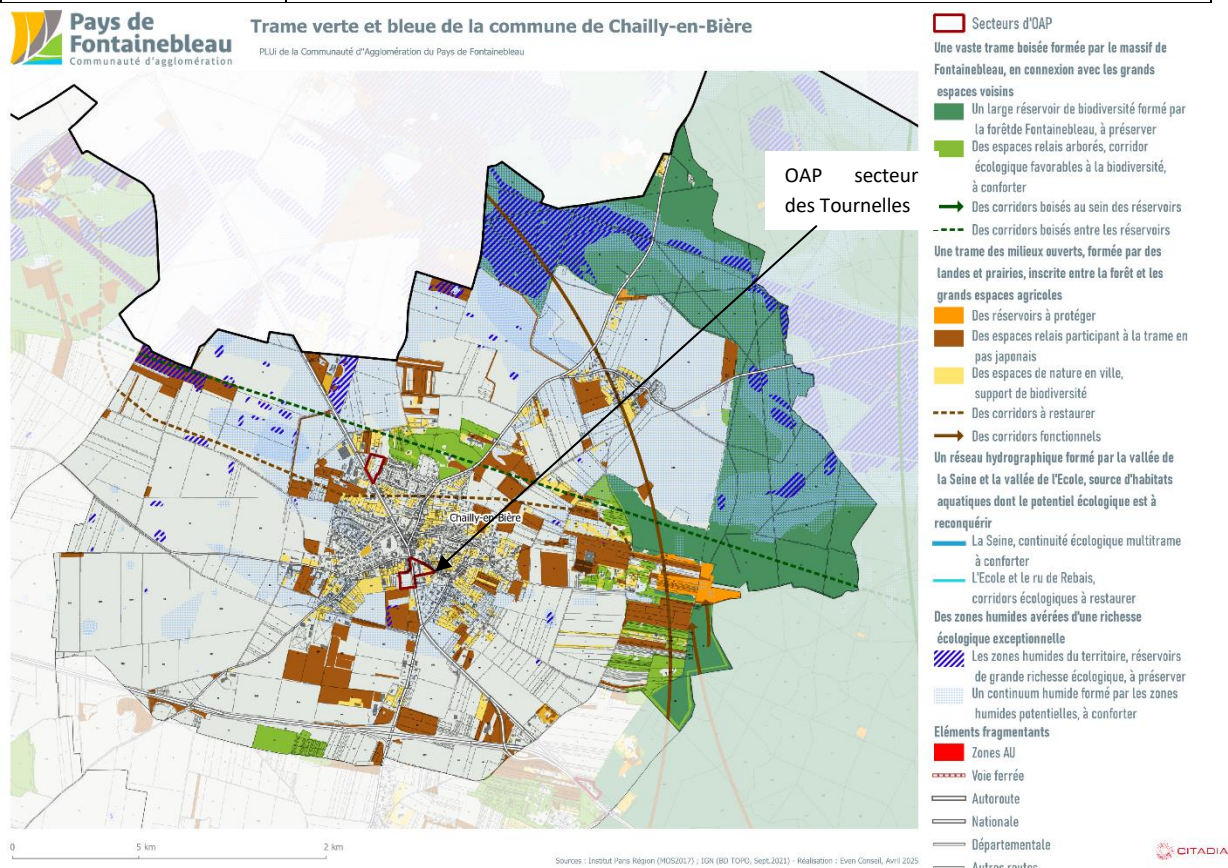 Pays de
Fontainebleau
Communauté d'agglomération
Trame verte et bleue de la commune de Chailly-en-Bière
PLUi de la Communauté d"Agglomération du Pays de Fontainebleau
OAP secteur
des Tournelles
Chailly-en-Bière
Secteurs d'OAP
Une vaste trame boisée formée par le massif de
Fontainebleau, en connexion avec les grands
espaces voisins
Un large réservoir de biodiversité formé par
la forêtde Fontainebleau, à préserver
Des espaces relais arborés, corridor
écologique favorables à la biodiversité,
à conforter
Des corridors boisés au sein des réservoirs
Des corridors boisés entre les réservoirs
Une trame des milieux ouverts, formée par des
landes et prairies, inscrite entre la forêt et les
grands espaces agricoles
Des réservoirs à protéger
Des espaces relais participant à la trame en
pas japonais
Des espaces de nature en ville,
support de biodiversité
Des corridors à restaurer
Des corridors fonctionnels
Un réseau hydrographique formé par la vallée de
la Seine et la vallée de l'Ecole, source d'habitats
aquatiques dont le potentiel écologique est à
reconquérir
La Seine, continuité écologique multitrame
à conforter
L'Ecole et le ru de Rebais,
corridors écologiques à restaurer
Des zones humides avérées d'une richesse
écologique exceptionnelle
Les zones humides du territoire, réservoirs
de grande richesse écologique, à préserver
Un continuum humide formé par les zones
humides potentielles, à conforter
Eléments fragmentants
Zones AU
Voie ferrée
Autoroute
Nationale
Départementale
Autres routes
0 5 km 2 km
Sources : Institut Paris Région (MOS2017) ; IGN (BD TOPO, Sept.2021) - Réalisation : Even Conseil, Avril 2025
CITADIA